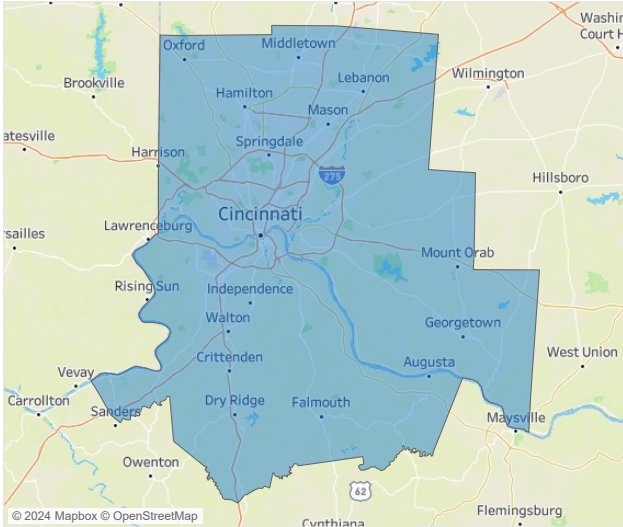 Washin
Court H
Oxford
Middletown
Brookville
Lebanon
Wilmington
Hamilton
Mason
atesville
Springdale
Harrison
275
Hillsboro
Cincinnati
Lawrenceburg
rsailles
Mount Orab
Rising Sun
Independence
Walton
Georgetown
Crittenden
West Union
Augusta
Vevay
Carrollton
Dry Ridge
Falmouth
Sanders
Maysville
Owenton
62
Flemingsburg
Cynthiana
© 2024 Mapbox © OpenStreetMap